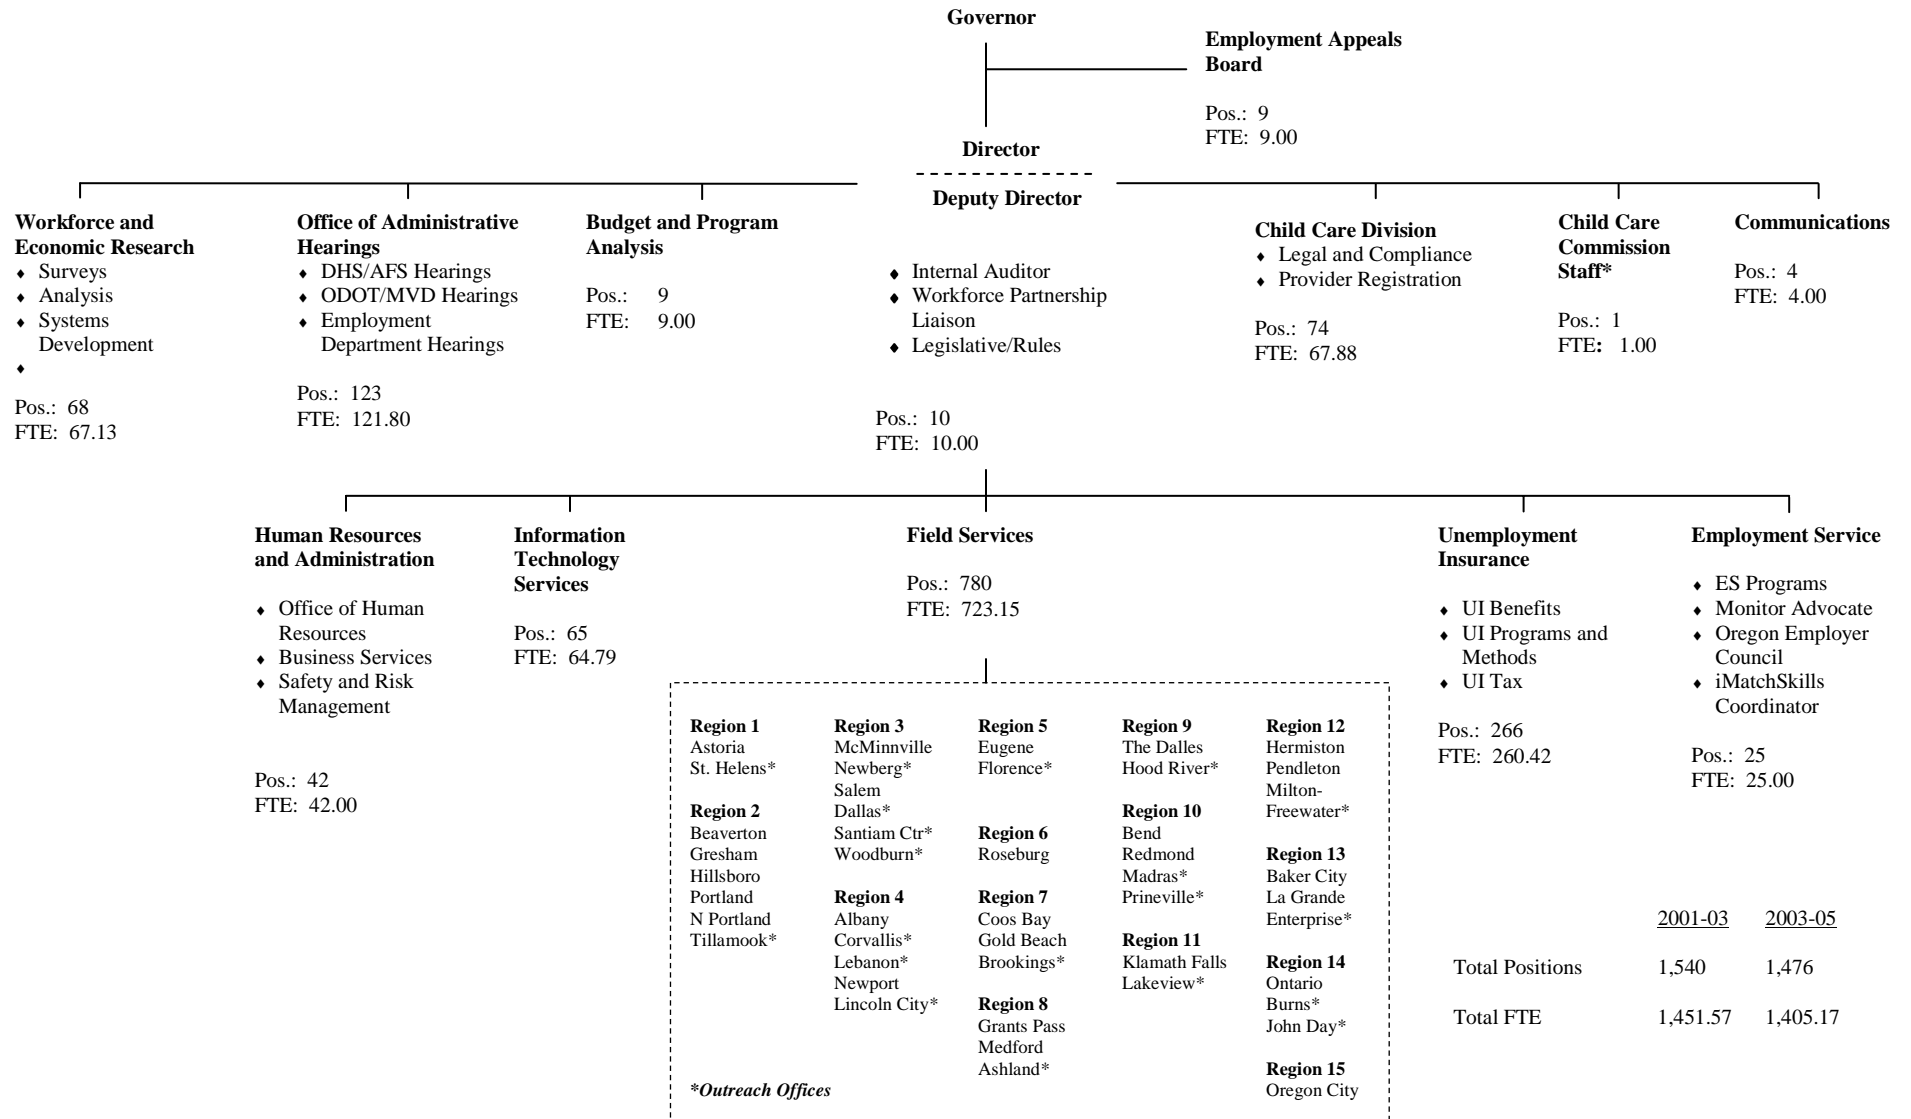 Governor
Employment Appeals
Board
Pos.: 9
FTE: 9.00
Director
Deputy Director
♦ Internal Auditor
♦ Workforce Partnership
Liaison
♦ Legislative/Rules
Pos.: 10
FTE: 10.00
Workforce and
Economic Research
♦ Surveys
♦ Analysis
♦ Systems
Development
♦
Pos.: 68
FTE: 67.13
Office of Administrative
Hearings
♦ DHS/AFS Hearings
♦ ODOT/MVD Hearings
♦ Employment
Department Hearings
Pos.: 123
FTE: 121.80
Budget and Program
Analysis
Pos.: 9
FTE: 9.00
Child Care Division
♦ Legal and Compliance
♦ Provider Registration
Pos.: 74
FTE: 67.88
Child Care
Commission
Staff*
Pos.: 1
FTE: 1.00
Communications
Pos.: 4
FTE: 4.00
Human Resources
and Administration
♦ Office of Human
Resources
♦ Business Services
♦ Safety and Risk
Management
Pos.: 42
FTE: 42.00
Information
Technology
Services
Pos.: 65
FTE: 64.79
Field Services
Pos.: 780
FTE: 723.15
Unemployment
Insurance
♦ UI Benefits
♦ UI Programs and
Methods
♦ UI Tax
Pos.: 266
FTE: 260.42
Employment Service
♦ ES Programs
♦ Monitor Advocate
♦ Oregon Employer
Council
♦ iMatchSkills
Coordinator
Pos.: 25
FTE: 25.00
Region 1
Astoria
St. Helens*
Region 2
Beaverton
Gresham
Hillsboro
Portland
N Portland
Tillamook*
Region 3
McMinnville
Newberg*
Salem
Dallas*
Santiam Ctr*
Woodburn*
Region 4
Albany
Corvallis*
Lebanon*
Newport
Lincoln City*
Region 5
Eugene
Florence*
Region 6
Roseburg
Region 7
Coos Bay
Gold Beach
Brookings*
Region 8
Grants Pass
Medford
Ashland*
Region 9
The Dalles
Hood River*
Region 10
Bend
Redmond
Madras*
Prineville*
Region 11
Klamath Falls
Lakeview*
Region 12
Hermiston
Pendleton
Milton-
Freewater*
Region 13
Baker City
La Grande
Enterprise*
Region 14
Ontario
Burns*
John Day*
Region 15
Oregon City
*Outreach Offices
2001-03 2003-05
Total Positions 1,540 1,476
Total FTE 1,451.57 1,405.17